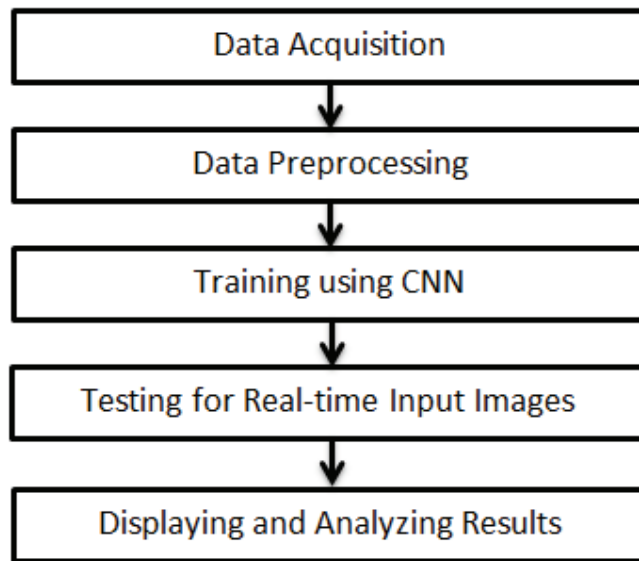 Data Acquisition
Data Preprocessing
Training using CNN
Testing for Real-time Input Images
Displaying and Analyzing Results